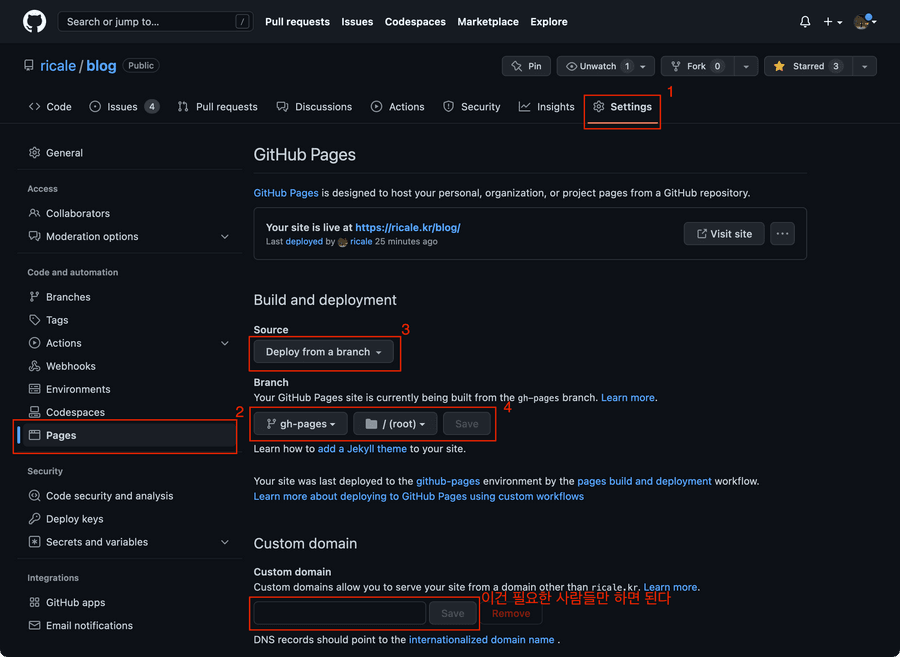 Search or jump to... /
Pull requests Issues Codespaces Marketplace Explore
ricale / blog Public
Pin Unwatch 1 Fork 0 Starred 3
Code Issues 4 Pull requests Discussions Actions Security Insights Settings 1
General
Access
Collaborators
Moderation options
Code and automation
Branches
Tags
Actions
Webhooks
Environments
Codespaces
2
Pages
Security
Code security and analysis
Deploy keys
Secrets and variables
Integrations
GitHub apps
Email notifications
GitHub Pages
GitHub Pages is designed to host your personal, organization, or project pages from a GitHub repository.
Your site is live at https://ricale.kr/blog/
Last deployed by ricale 25 minutes ago
Visit site
Build and deployment
Source
3
Deploy from a branch
Branch
Your GitHub Pages site is currently being built from the gh-pages branch. Learn more.
4
gh-pages / (root) Save
Learn how to add a Jekyll theme to your site.
Your site was last deployed to the github-pages environment by the pages build and deployment workflow.
Learn more about deploying to GitHub Pages using custom workflows
Custom domain
Custom domain
Custom domains allow you to serve your site from a domain other than ricale.kr. Learn more.
이건 필요한 사람들만 하면 된다
Save Remove
DNS records should point to the internationalized domain name .